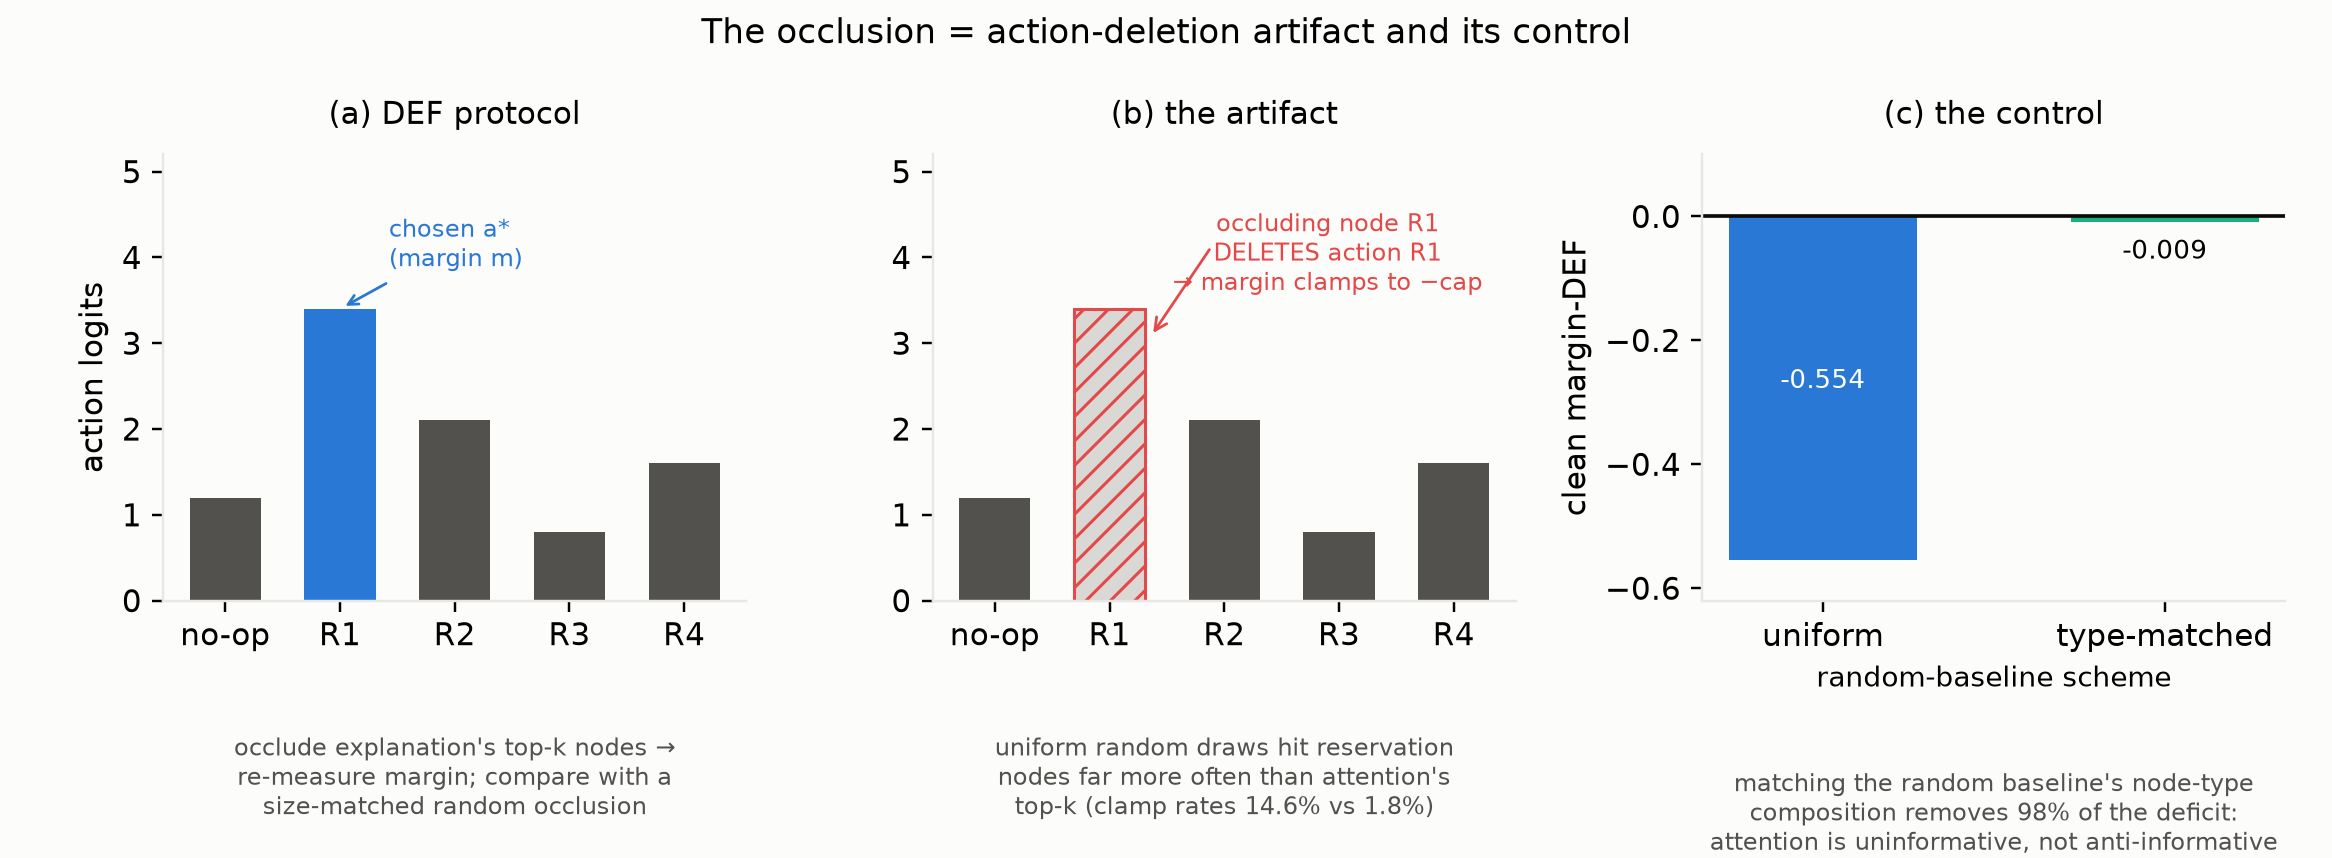 The occlusion = action-deletion artifact and its control
(a) DEF protocol
5
4
3
2
1
0
action logits
chosen a*
(margin m)
no-op R1 R2 R3 R4
occlude explanation's top-k nodes →
re-measure margin; compare with a
size-matched random occlusion
(b) the artifact
5
4
3
2
1
0
occluding node R1
DELETES action R1
→ margin clamps to −cap
no-op R1 R2 R3 R4
uniform random draws hit reservation
nodes far more often than attention's
top-k (clamp rates 14.6% vs 1.8%)
(c) the control
0.0
−0.2
−0.4
−0.6
clean margin-DEF
-0.554
-0.009
uniform type-matched
random-baseline scheme
matching the random baseline's node-type
composition removes 98% of the deficit:
attention is uninformative, not anti-informative